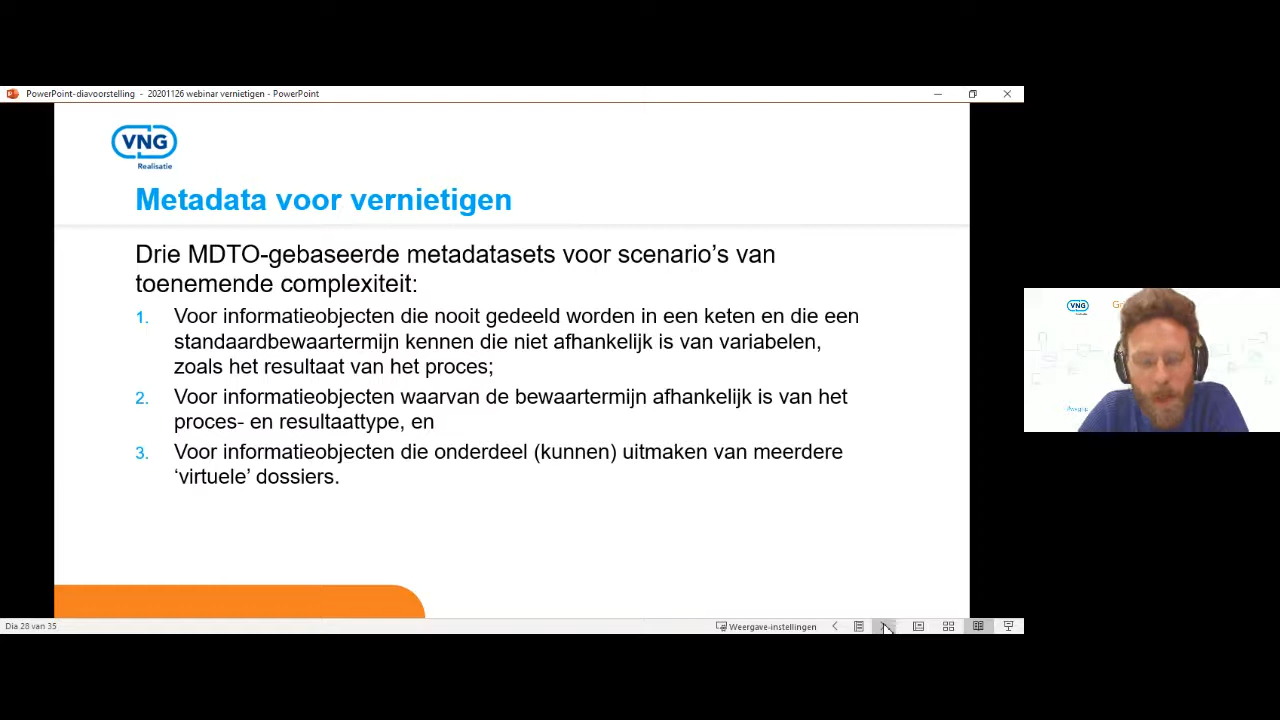 PowerPoint-diavoorstelling - 20201126 webinar vernietigen - PowerPoint
VNG
Realisatie
Metadata voor vernietigen
Drie MDTO-gebaseerde metadatasets voor scenario’s van
toenemende complexiteit:
1. Voor informatieobjecten die nooit gedeeld worden in een keten en die een
standaardbewaartermijn kennen die niet afhankelijk is van variabelen,
zoals het resultaat van het proces;
2. Voor informatieobjecten waarvan de bewaartermijn afhankelijk is van het
proces- en resultaattype, en
3. Voor informatieobjecten die onderdeel (kunnen) uitmaken van meerdere
‘virtuele’ dossiers.
VNG
Dia 28 van 35
Weergave-instellingen